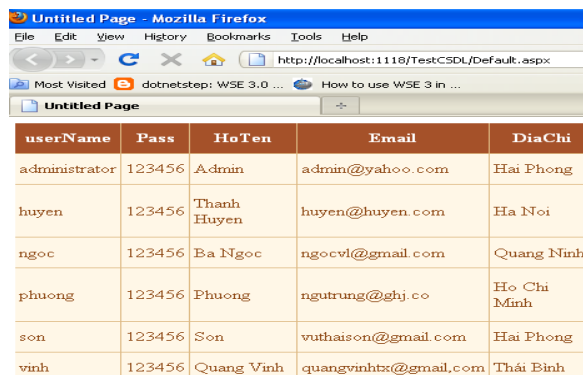 Untitled Page - Mozilla Firefox
File Edit View History Bookmarks Tools Help
http://localhost:1118/TestCSDL/Default.aspx
Most Visited dotnetstep: WSE 3.0 ... How to use WSE 3 in ...
Untitled Page
userName Pass HoTen Email DiaChi
administrator 123456 Admin admin@yahoo.com Hai Phong
huyen 123456 Thanh Huyen huyen@huyen.com Ha Noi
ngoc 123456 Ba Ngoc ngocvl@gmail.com Quang Ninh
phuong 123456 Phuong ngutrung@ghj.co Ho Chi Minh
son 123456 Son vuthaison@gmail.com Hai Phong
vinh 123456 Quang Vinh quangvinhtx@gmail,com Thái Bình